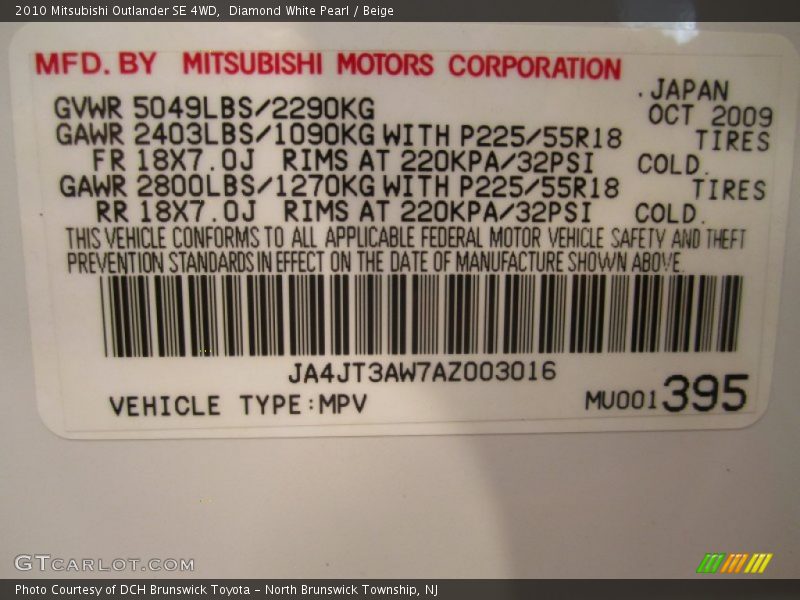 2010 Mitsubishi Outlander SE 4WD,  Diamond White Pearl / Beige
MFD. BY MITSUBISHI MOTORS CORPORATION
.JAPAN
GVWR 5049LBS/2290KG OCT 2009
GAWR 2403LBS/1090KG WITH P225/55R18 TIRES
FR 18X7.0J RIMS AT 220KPA/32PSI COLD.
GAWR 2800LBS/1270KG WITH P225/55R18 TIRES
RR 18X7.0J RIMS AT 220KPA/32PSI COLD.
THIS VEHICLE CONFORMS TO ALL APPLICABLE FEDERAL MOTOR VEHICLE SAFETY AND THEFT
PREVENTION STANDARDS IN EFFECT ON THE DATE OF MANUFACTURE SHOWN ABOVE.
JA4JT3AW7AZ003016
VEHICLE TYPE:MPV MU001395
GTCARLOT.COM
Photo Courtesy of DCH Brunswick Toyota - North Brunswick Township, NJ